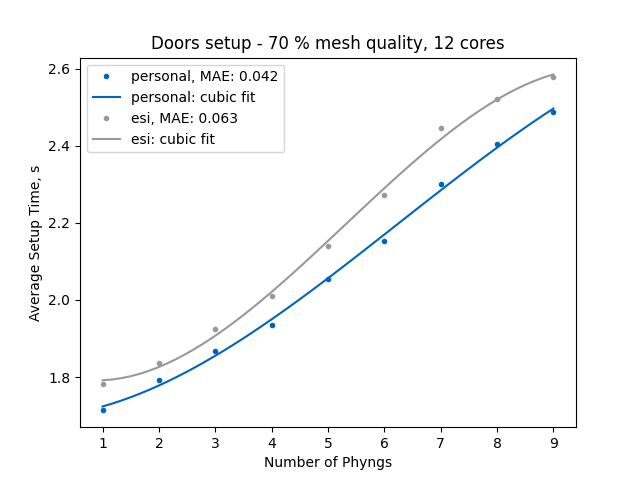 Doors setup - 70 % mesh quality, 12 cores
personal, MAE: 0.042
personal: cubic fit
esi, MAE: 0.063
esi: cubic fit
Average Setup Time, s
2.6
2.4
2.2
2.0
1.8
1 2 3 4 5 6 7 8 9
Number of Phyngs